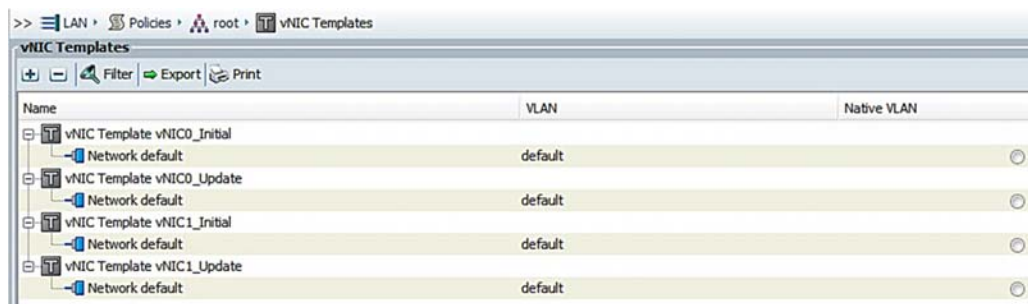 >> LAN › Policies › root › vNIC Templates
vNIC Templates
+ - Filter Export Print
Name VLAN Native VLAN
vNIC Template vNIC0_Initial
Network default default
vNIC Template vNIC0_Update
Network default default
vNIC Template vNIC1_Initial
Network default default
vNIC Template vNIC1_Update
Network default default